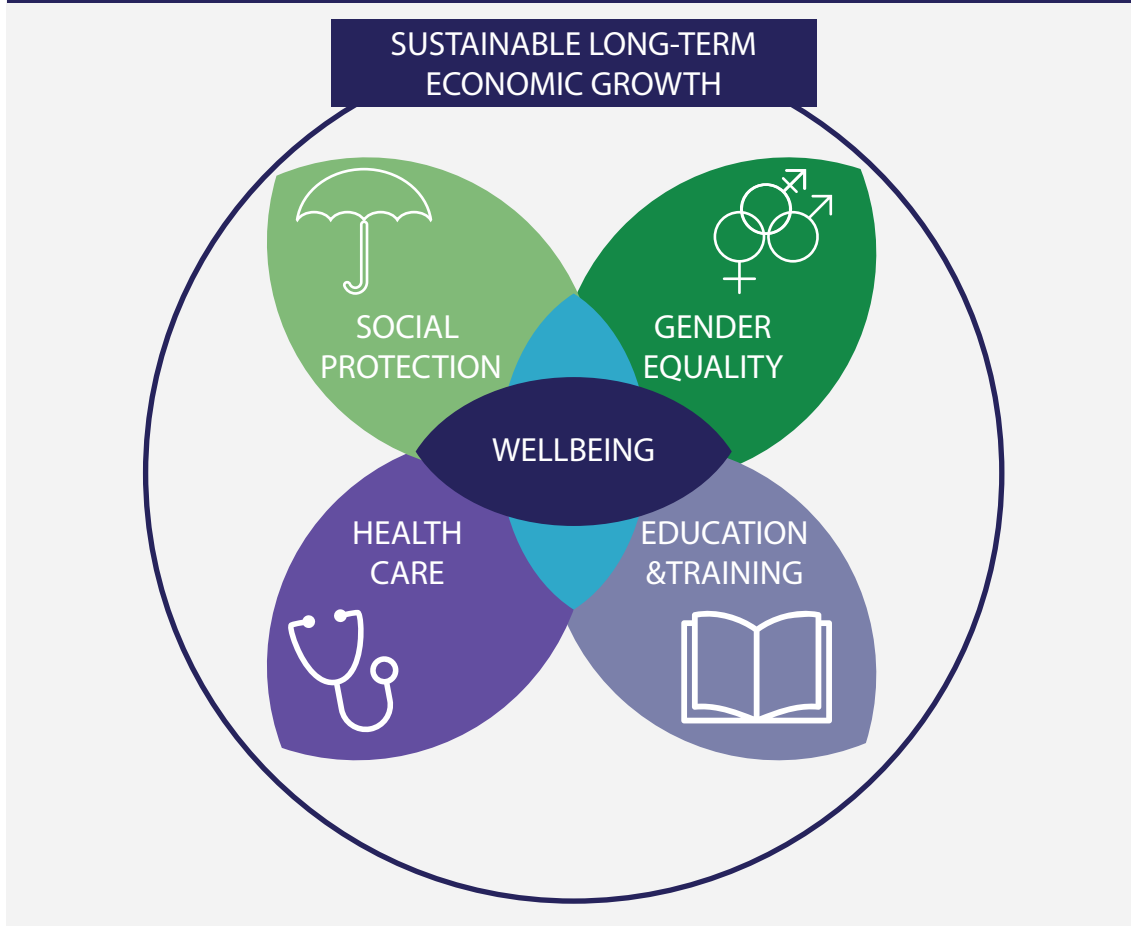 SUSTAINABLE LONG-TERM
ECONOMIC GROWTH
SOCIAL
PROTECTION
GENDER
EQUALITY
WELLBEING
HEALTH
CARE
EDUCATION
&TRAINING